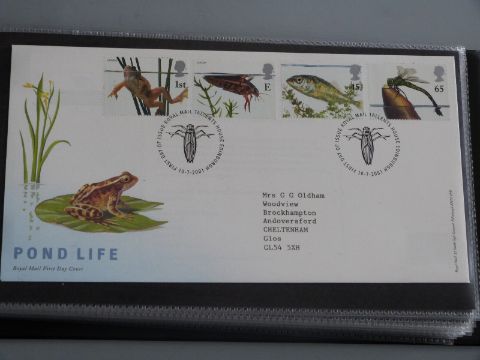 1st
E
45
65
FIRST DAY OF ISSUE ROYAL MAIL TALLENTS HOUSE EDINBURGH
10-7-2001
FIRST DAY OF ISSUE ROYAL MAIL TALLENTS HOUSE EDINBURGH
10-7-2001
Mrs G G Oldham
Woodview
Brockhampton
Andoversford
CHELTENHAM
Glos
GL54 5XH
POND LIFE
Royal Mail First Day Cover